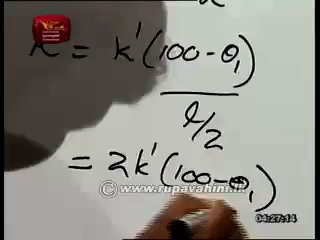 = k'(100 - θ₁)
l/2
= 2k'(100 - θ₁)
© www.rupavahini.lk
04:27:14